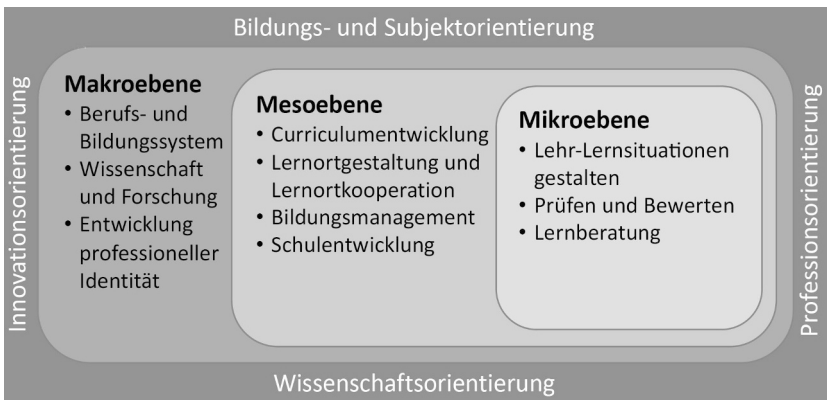 Bildungs- und Subjektorientierung
Innovationsorientierung
Makroebene
• Berufs- und
Bildungssystem
• Wissenschaft
und Forschung
• Entwicklung
professioneller
Identität
Mesoebene
• Curriculumentwicklung
• Lernortgestaltung und
Lernortkooperation
• Bildungsmanagement
• Schulentwicklung
Mikroebene
• Lehr-Lernsituationen
gestalten
• Prüfen und Bewerten
• Lernberatung
Professionsorientierung
Wissenschaftsorientierung